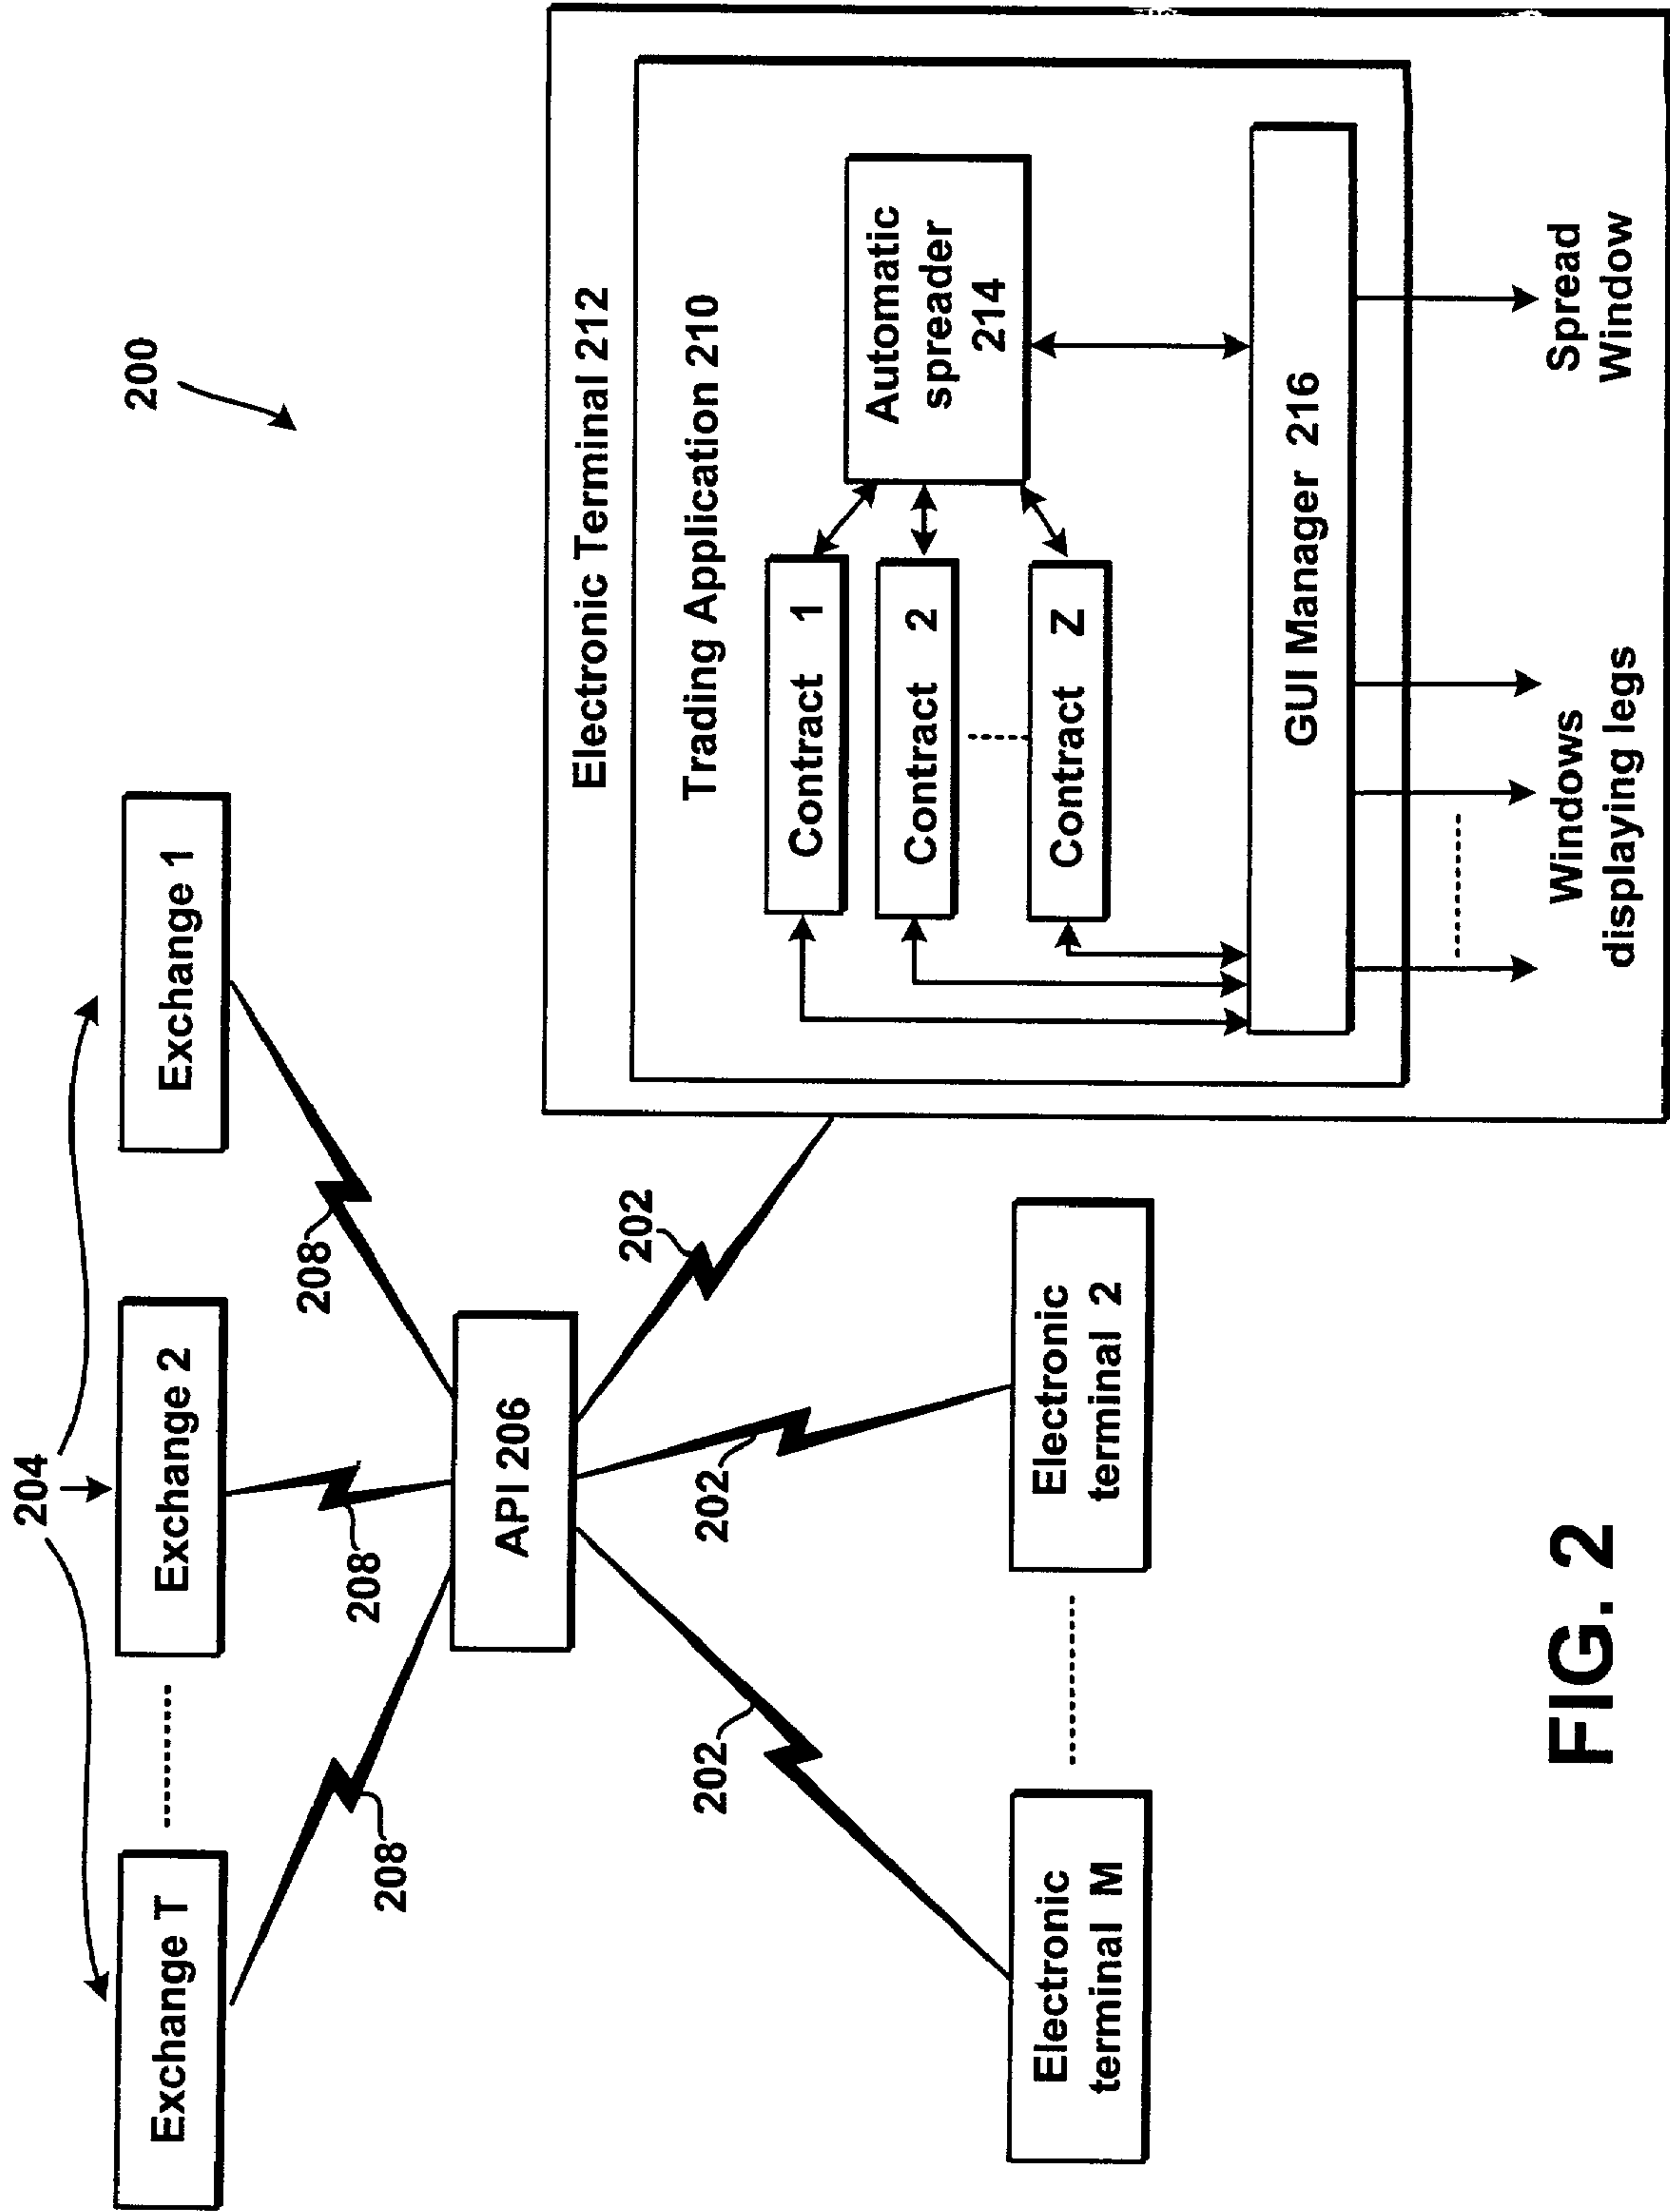 200
204
Exchange T
Exchange 2
Exchange 1
208
208
208
API 206
202
202
202
Electronic
terminal M
Electronic
terminal 2
Electronic Terminal 212
Trading Application 210
Contract 1
Contract 2
Contract Z
Automatic
spreader
214
GUI Manager 216
Windows
displaying legs
Spread
Window
FIG. 2